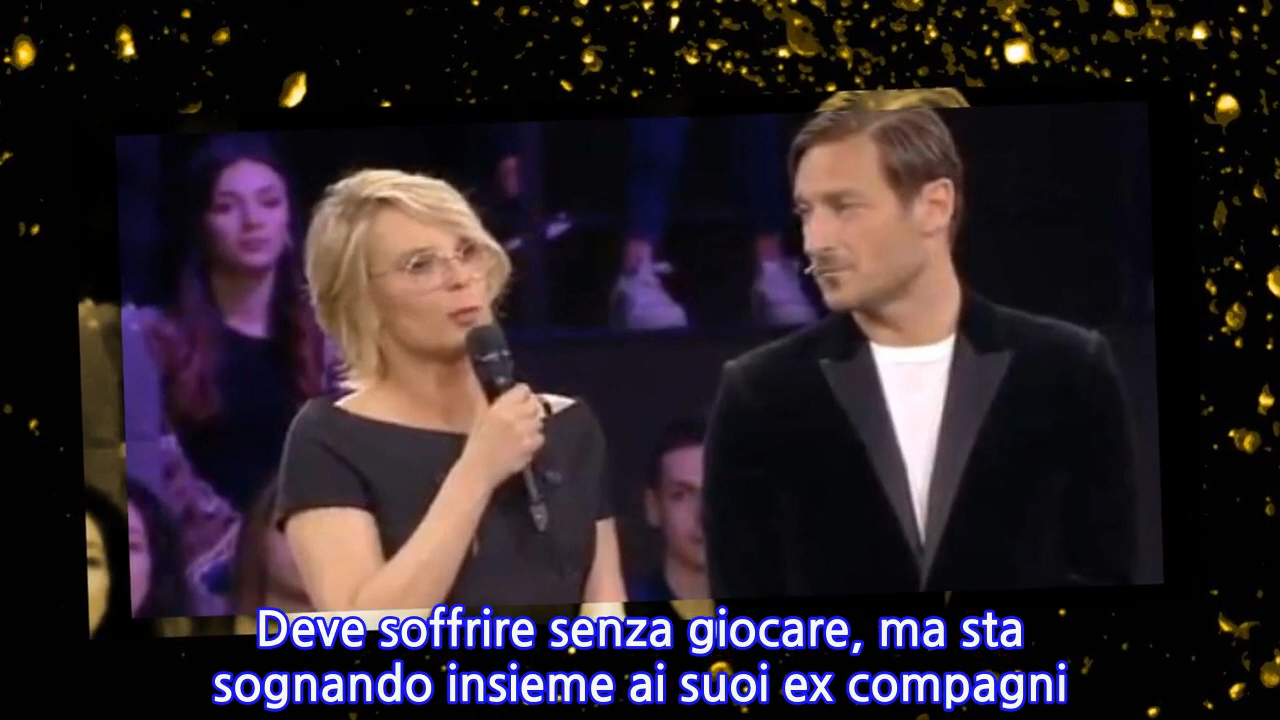 Deve soffrire senza giocare, ma sta
sognando insieme ai suoi ex compagni